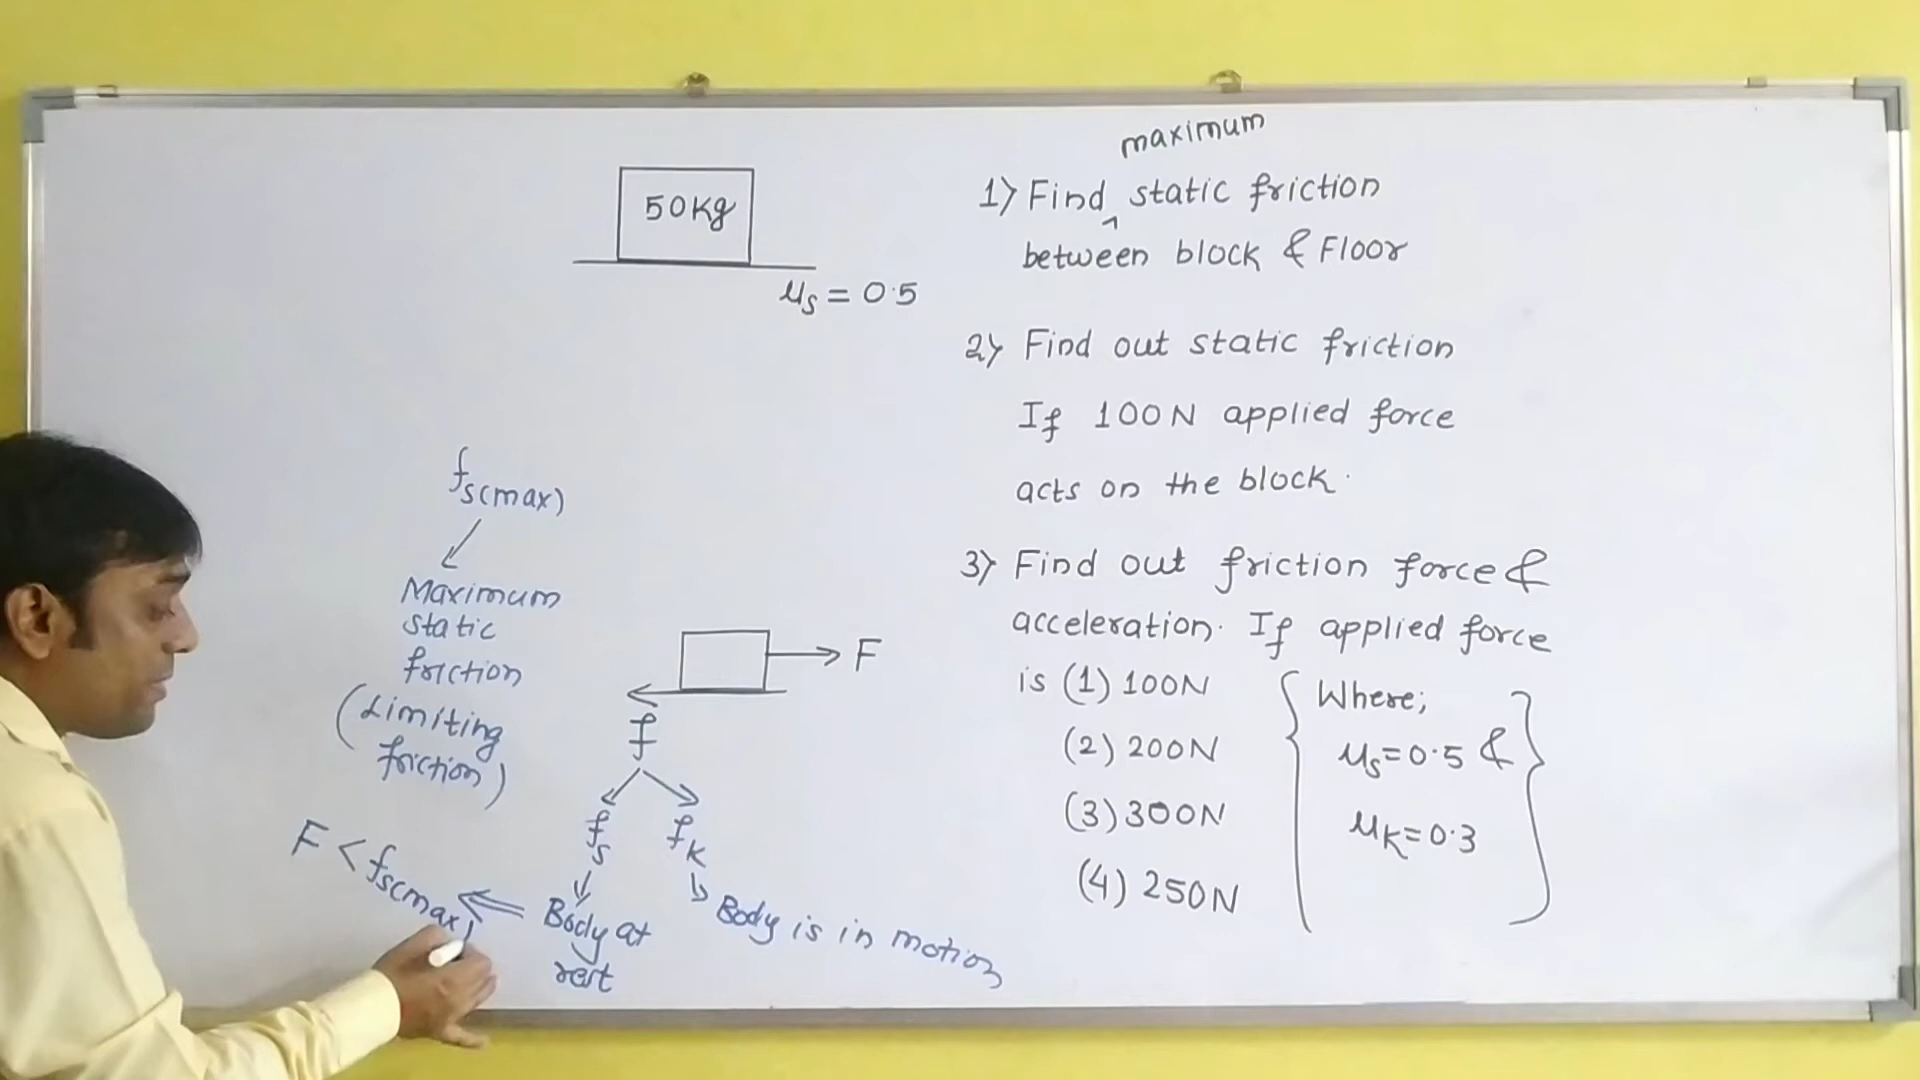 50Kg
μs = 0.5
maximum
1) Find ^ static friction
between block & Floor
2) Find out static friction
If 100N applied force
acts on the block.
3) Find out friction force &
acceleration. If applied force
is (1) 100N
(2) 200N
(3) 300N
(4) 250N
Where;
μs=0.5 &
μK=0.3
fs(max)
Maximum
static
friction
(Limiting
friction)
F
f
fs
fK
Body at
rest
Body is in motion
F < fs(max)